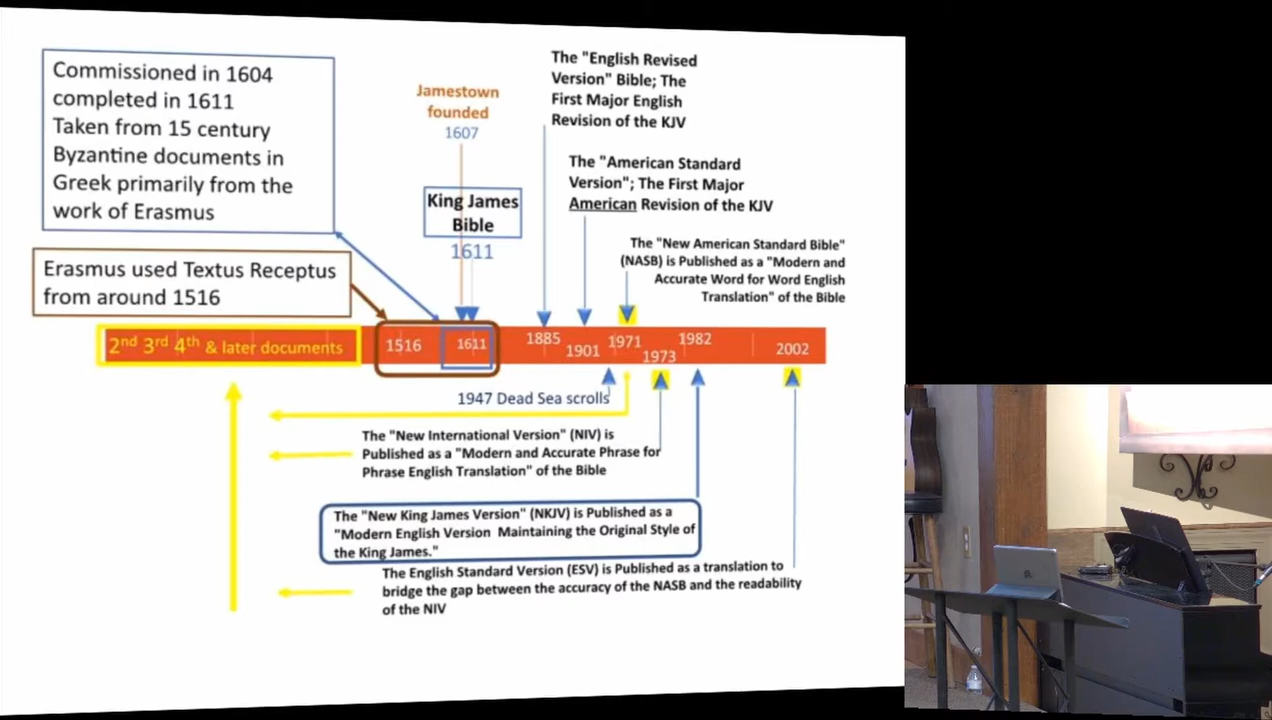 Commissioned in 1604
completed in 1611
Taken from 15 century
Byzantine documents in
Greek primarily from the
work of Erasmus
Erasmus used Textus Receptus
from around 1516
Jamestown
founded
1607
King James
Bible
1611
The "English Revised
Version" Bible; The
First Major English
Revision of the KJV
The "American Standard
Version"; The First Major
American Revision of the KJV
The "New American Standard Bible"
(NASB) is Published as a "Modern and
Accurate Word for Word English
Translation" of the Bible
2nd 3rd 4th & later documents
1516
1611
1885
1901
1971
1973
1982
2002
1947 Dead Sea scrolls
The "New International Version" (NIV) is
Published as a "Modern and Accurate Phrase for
Phrase English Translation" of the Bible
The "New King James Version" (NKJV) is Published as a
"Modern English Version Maintaining the Original Style of
the King James."
The English Standard Version (ESV) is Published as a translation to
bridge the gap between the accuracy of the NASB and the readability
of the NIV